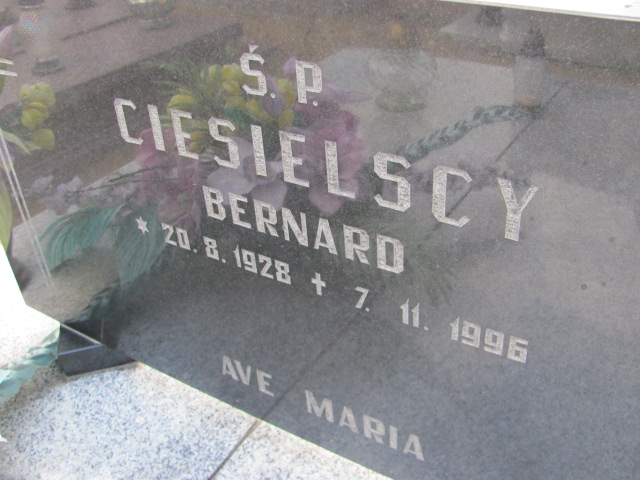 Ś. P.
CIESIELSCY
BERNARD
* 20. 8. 1928 ✝ 7. 11. 1996
AVE MARIA